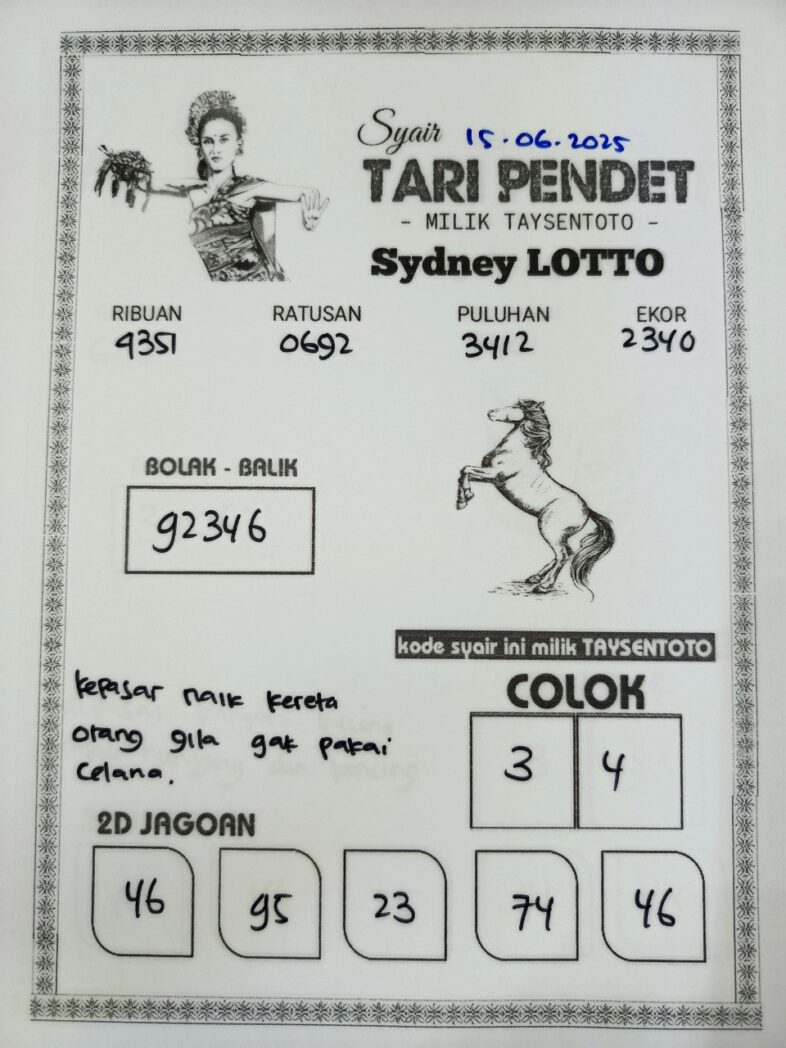 Syair 15.06.2025
TARI PENDET
- MILIK TAYSENTOTO -
Sydney LOTTO
RIBUAN RATUSAN PULUHAN EKOR
9351 0692 3412 2340
BOLAK - BALIK
92346
kode syair ini milik TAYSENTOTO
kepasar naik kereta
orang gila gak pakai
celana.
COLOK
3 4
2D JAGOAN
46 95 23 74 46